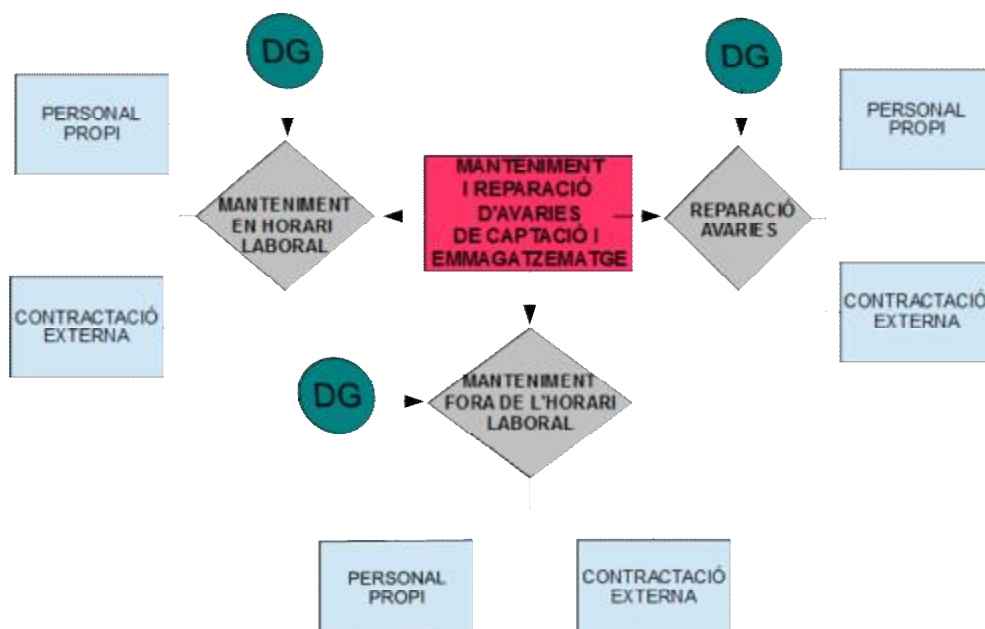 DG
DG
PERSONAL
PROPI
PERSONAL
PROPI
MANTENIMENT
EN HORARI
LABORAL
MANTENIMENT
I REPARACIÓ
D'AVARIES
DE CAPTACIÓ I
EMMAGATZEMATGE
REPARACIÓ
AVARIES
CONTRACTACIÓ
EXTERNA
CONTRACTACIÓ
EXTERNA
DG
MANTENIMENT
FORA DE L'HORARI
LABORAL
PERSONAL
PROPI
CONTRACTACIÓ
EXTERNA